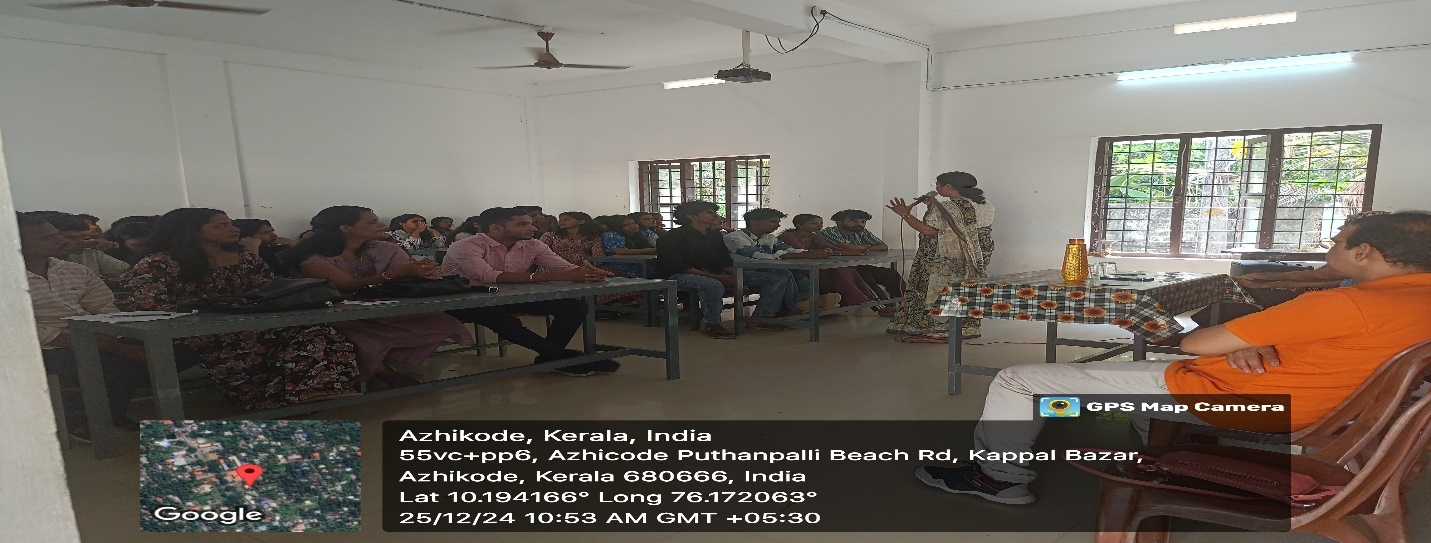 GPS Map Camera
Azhikode, Kerala, India
55vc+pp6, Azhicode Puthanpalli Beach Rd, Kappal Bazar,
Azhikode, Kerala 680666, India
Lat 10.194166° Long 76.172063°
25/12/24 10:53 AM GMT +05:30
Google